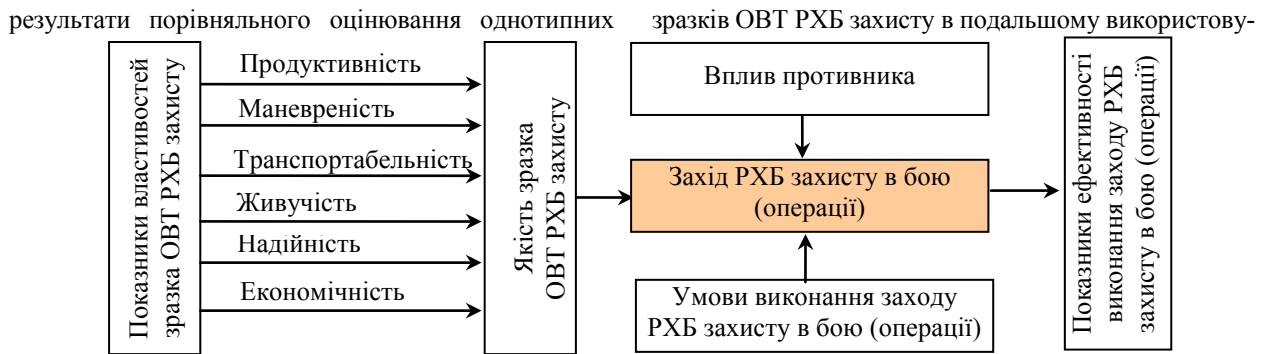 результати порівняльного оцінювання однотипних
зразків ОВТ РХБ захисту в подальшому використову-
Показники властивостей
зразка ОВТ РХБ захисту
Продуктивність
Маневреність
Транспортабельність
Живучість
Надійність
Економічність
Якість зразка
ОВТ РХБ захисту
Вплив противника
Захід РХБ захисту в бою
(операції)
Умови виконання заходу
РХБ захисту в бою (операції)
Показники ефективності
виконання заходу РХБ
захисту в бою (операції)